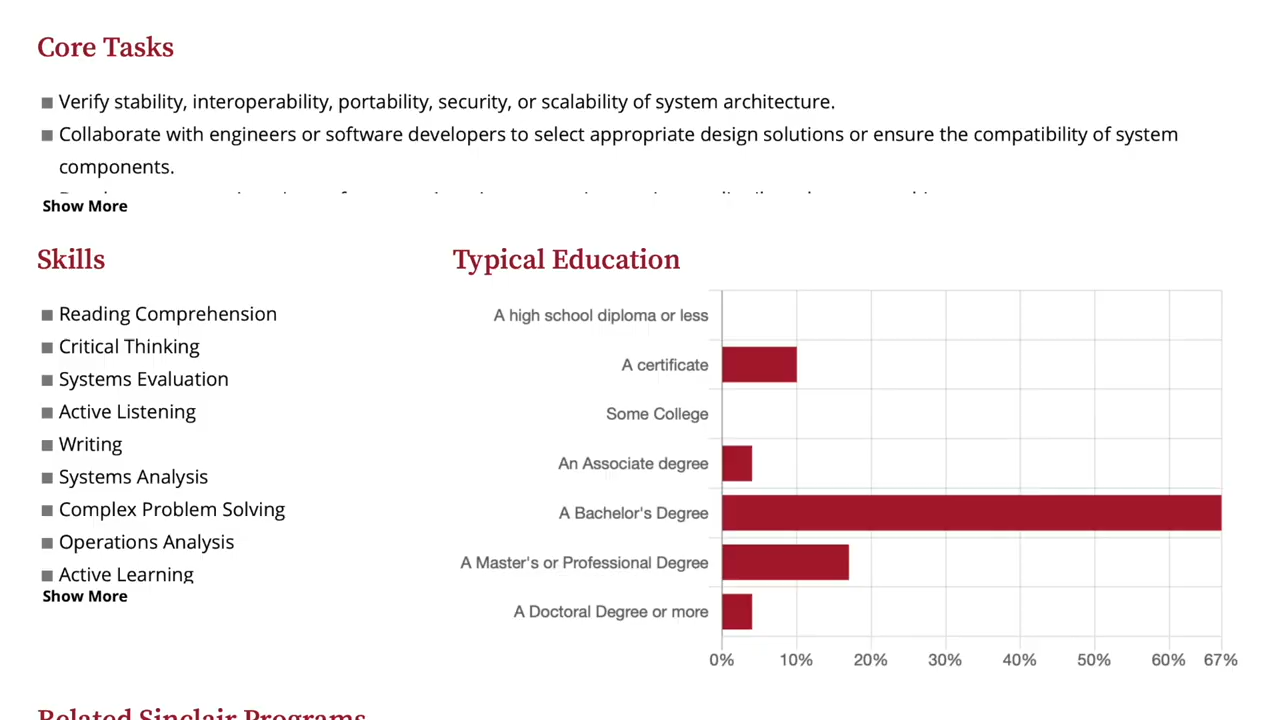 Core Tasks
Verify stability, interoperability, portability, security, or scalability of system architecture.
Collaborate with engineers or software developers to select appropriate design solutions or ensure the compatibility of system
components.
Show More
Skills
Reading Comprehension
Critical Thinking
Systems Evaluation
Active Listening
Writing
Systems Analysis
Complex Problem Solving
Operations Analysis
Active Learning
Show More
Typical Education
A high school diploma or less
A certificate
Some College
An Associate degree
A Bachelor's Degree
A Master's or Professional Degree
A Doctoral Degree or more
0% 10% 20% 30% 40% 50% 60% 67%
Related Sinclair Programs